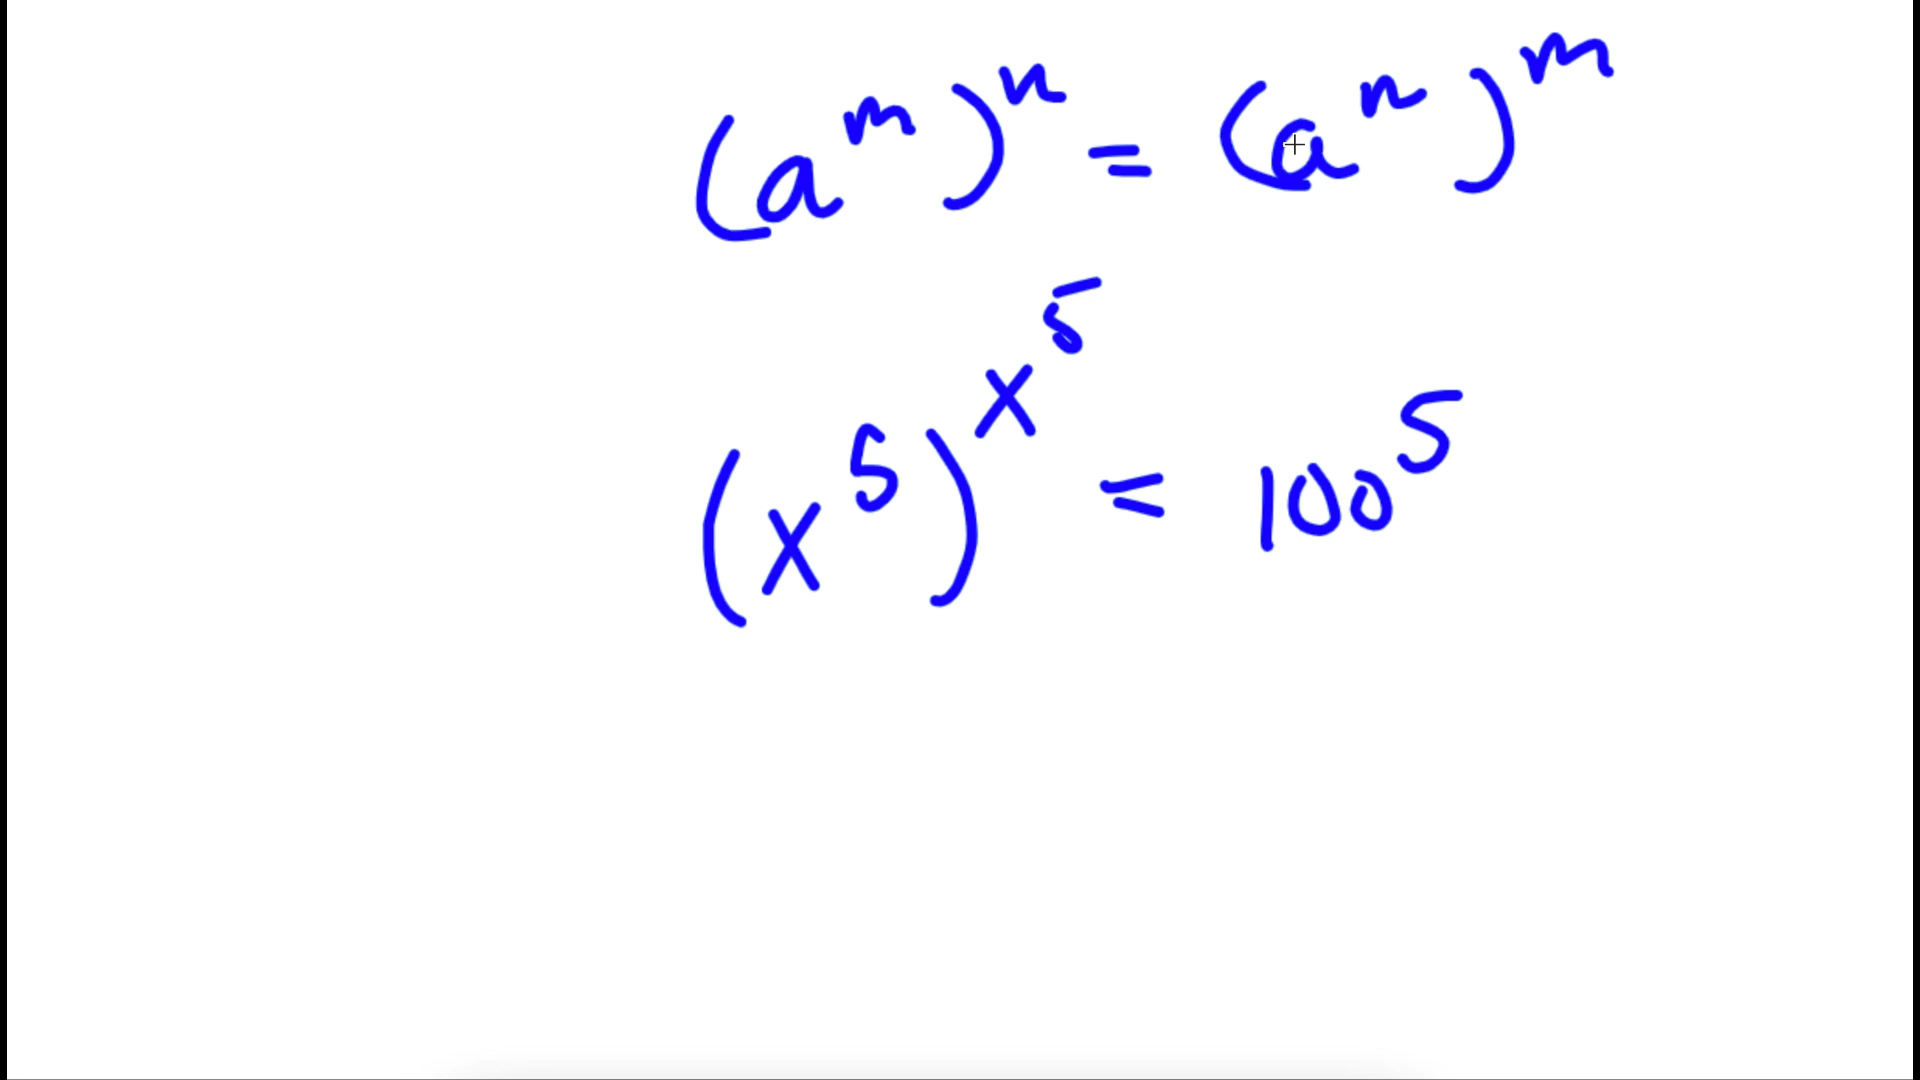 (a^m)^n = (a^n)^m
(x^5)^x^5 = 100^5